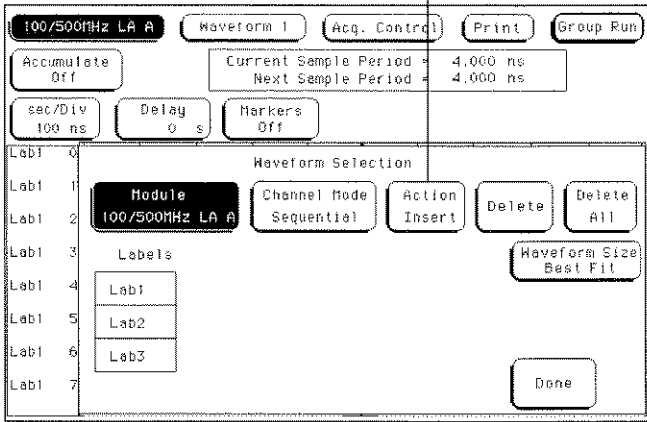 100/500MHz LA A Waveform 1 Acq. Control Print Group Run
Accumulate
Off
Current Sample Period = 4.000 ns
Next Sample Period = 4.000 ns
sec/Div
100 ns
Delay
0 s
Markers
Off
Lab1 0
Lab1 1
Lab1 2
Lab1 3
Lab1 4
Lab1 5
Lab1 6
Lab1 7
Waveform Selection
Module
100/500MHz LA A
Channel Mode
Sequential
Action
Insert
Delete
Delete
All
Labels
Lab1
Lab2
Lab3
Waveform Size
Best Fit
Done